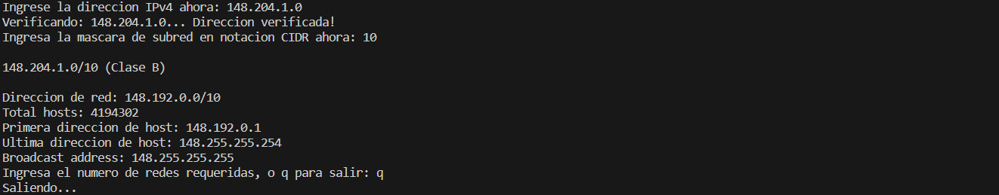 Ingrese la direccion IPv4 ahora: 148.204.1.0
Verificando: 148.204.1.0... Direccion verificada!
Ingresa la mascara de subred en notacion CIDR ahora: 10
148.204.1.0/10 (Clase B)
Direccion de red: 148.192.0.0/10
Total hosts: 4194302
Primera direccion de host: 148.192.0.1
Ultima direccion de host: 148.255.255.254
Broadcast address: 148.255.255.255
Ingresa el numero de redes requeridas, o q para salir: q
Saliendo...